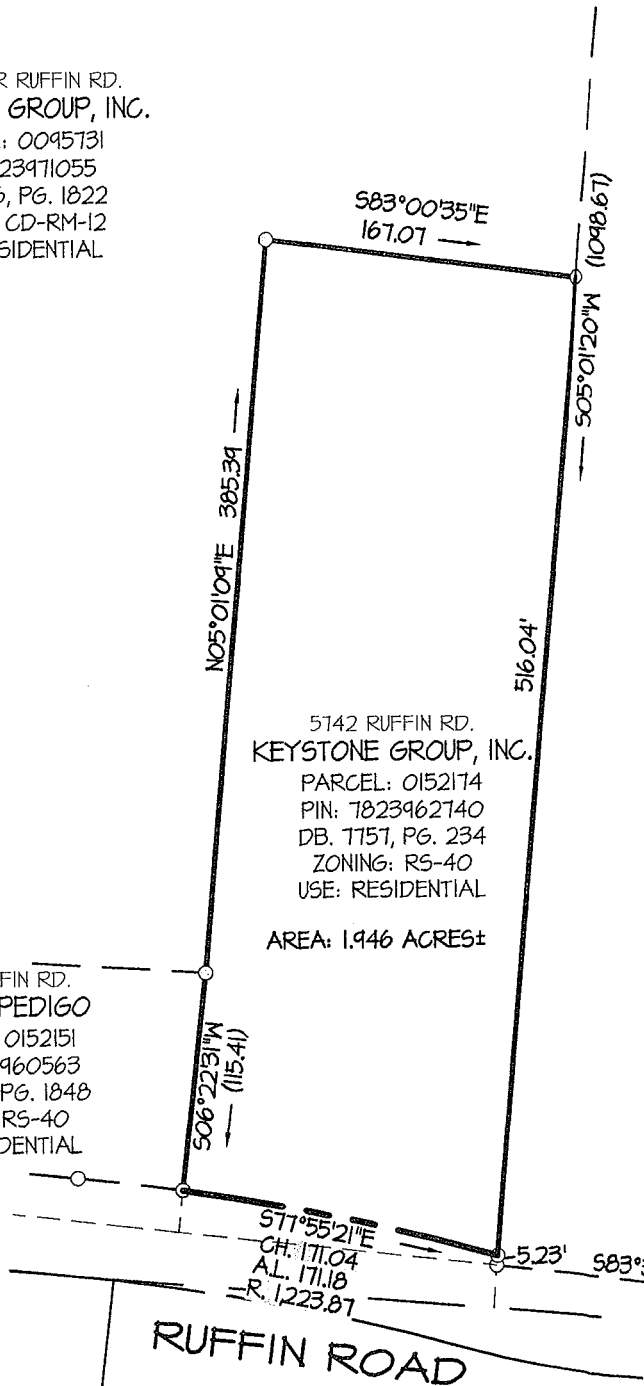 R RUFFIN RD.
GROUP, INC.
: 0095731
23971055
, PG. 1822
CD-RM-12
SIDENTIAL
S83°00'35"E
167.07
(1098.67)
S05°01'20"W
N05°01'09"E 385.39
516.04'
5742 RUFFIN RD.
KEYSTONE GROUP, INC.
PARCEL: 0152174
PIN: 7823962740
DB. 7757, PG. 234
ZONING: RS-40
USE: RESIDENTIAL
AREA: 1.946 ACRES±
FIN RD.
PEDIGO
0152151
960563
PG. 1848
RS-40
DENTIAL
S06°22'31"W
(115.41)
S77°55'21"E
CH. 171.04
A.L. 171.18
R. 1,223.87
5.23'
S83°
RUFFIN ROAD